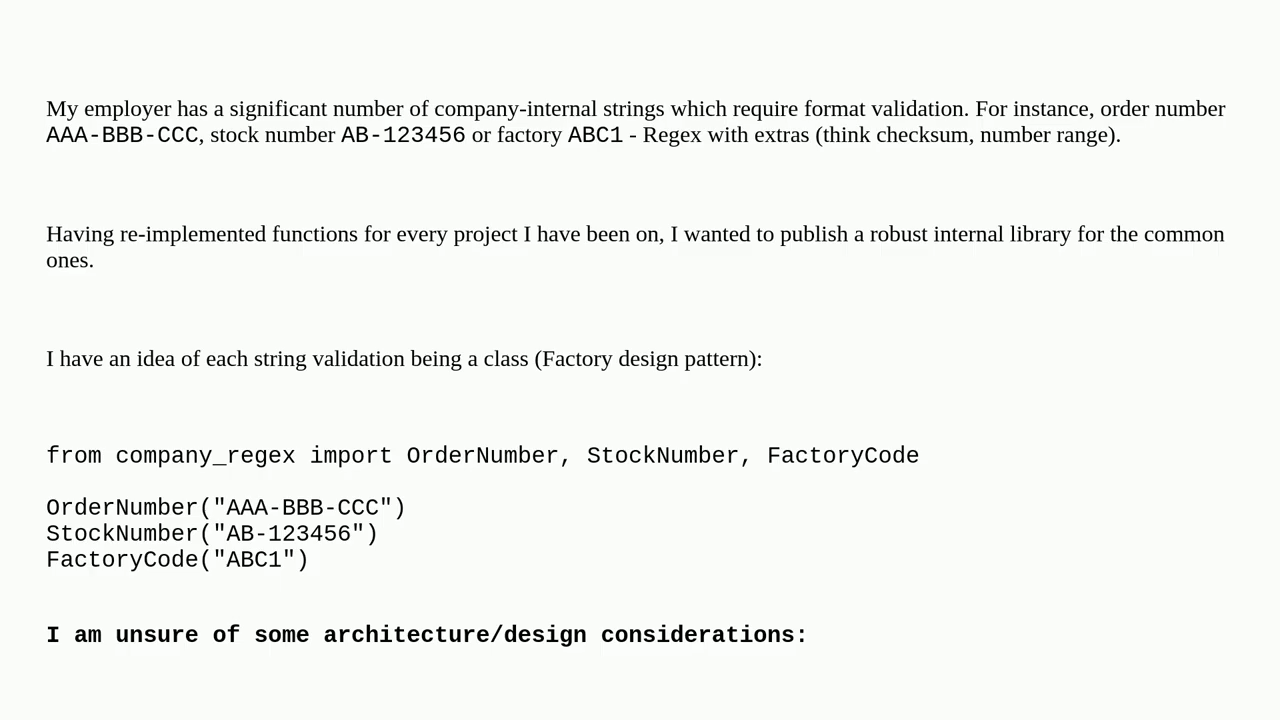 My employer has a significant number of company-internal strings which require format validation. For instance, order number
AAA-BBB-CCC, stock number AB-123456 or factory ABC1 - Regex with extras (think checksum, number range).
Having re-implemented functions for every project I have been on, I wanted to publish a robust internal library for the common
ones.
I have an idea of each string validation being a class (Factory design pattern):
from company_regex import OrderNumber, StockNumber, FactoryCode
OrderNumber("AAA-BBB-CCC")
StockNumber("AB-123456")
FactoryCode("ABC1")
I am unsure of some architecture/design considerations: